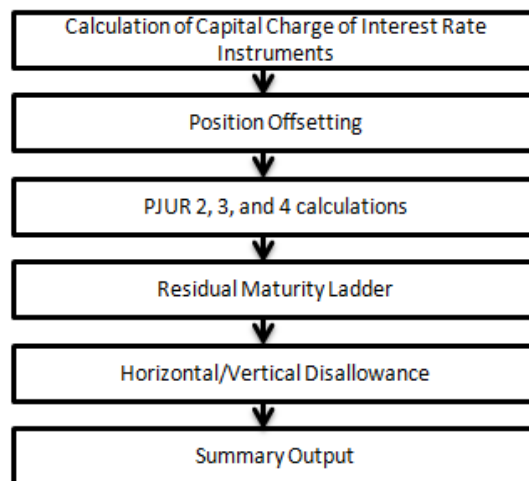 Calculation of Capital Charge of Interest Rate
Instruments
Position Offsetting
PJUR 2, 3, and 4 calculations
Residual Maturity Ladder
Horizontal/Vertical Disallowance
Summary Output